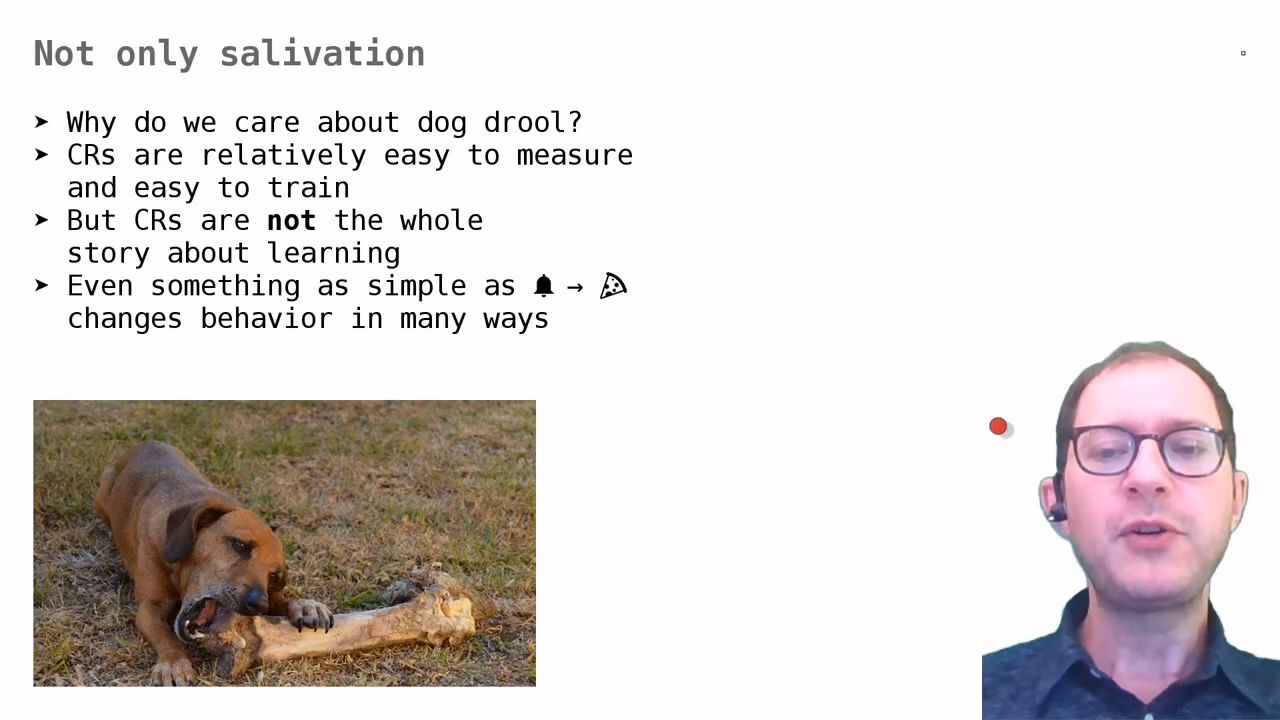 Not only salivation
➤ Why do we care about dog drool?
➤ CRs are relatively easy to measure
and easy to train
➤ But CRs are not the whole
story about learning
➤ Even something as simple as 🔔 → 🍕
changes behavior in many ways